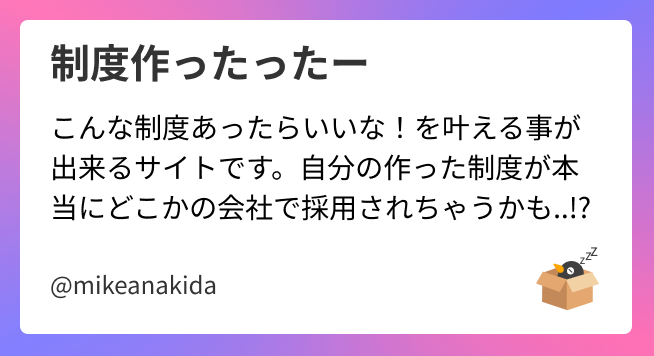 制度作ったったー
こんな制度あったらいいな！を叶える事が
出来るサイトです。自分の作った制度が本
当にどこかの会社で採用されちゃうかも..!?
@mikeanakida
zzz